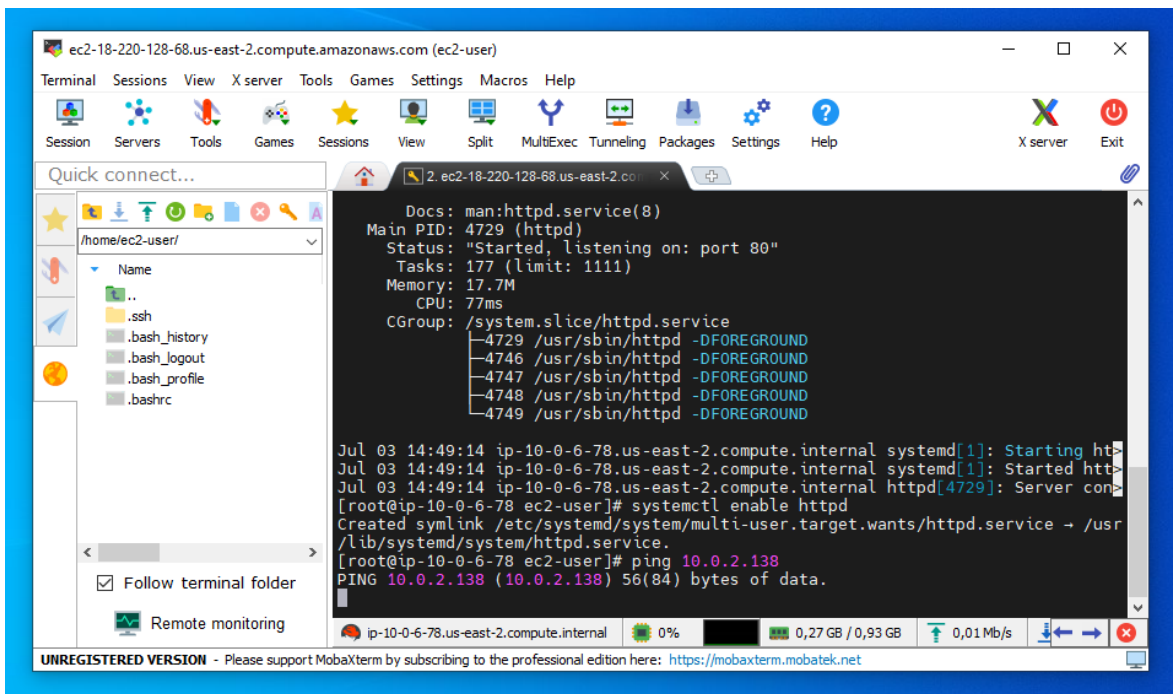 ec2-18-220-128-68.us-east-2.compute.amazonaws.com (ec2-user)
Terminal Sessions View X server Tools Games Settings Macros Help
Session Servers Tools Games Sessions View Split MultiExec Tunneling Packages Settings Help X server Exit
Quick connect...
2. ec2-18-220-128-68.us-east-2.com
/home/ec2-user/
Name
..
.ssh
.bash_history
.bash_logout
.bash_profile
.bashrc
Follow terminal folder
Remote monitoring
Docs: man:httpd.service(8)
Main PID: 4729 (httpd)
Status: "Started, listening on: port 80"
Tasks: 177 (limit: 1111)
Memory: 17.7M
CPU: 77ms
CGroup: /system.slice/httpd.service
├─4729 /usr/sbin/httpd -DFOREGROUND
├─4746 /usr/sbin/httpd -DFOREGROUND
├─4747 /usr/sbin/httpd -DFOREGROUND
├─4748 /usr/sbin/httpd -DFOREGROUND
└─4749 /usr/sbin/httpd -DFOREGROUND
Jul 03 14:49:14 ip-10-0-6-78.us-east-2.compute.internal systemd[1]: Starting ht>
Jul 03 14:49:14 ip-10-0-6-78.us-east-2.compute.internal systemd[1]: Started htt>
Jul 03 14:49:14 ip-10-0-6-78.us-east-2.compute.internal httpd[4729]: Server con>
[root@ip-10-0-6-78 ec2-user]# systemctl enable httpd
Created symlink /etc/systemd/system/multi-user.target.wants/httpd.service → /usr
/lib/systemd/system/httpd.service.
[root@ip-10-0-6-78 ec2-user]# ping 10.0.2.138
PING 10.0.2.138 (10.0.2.138) 56(84) bytes of data.
ip-10-0-6-78.us-east-2.compute.inter 0% 0,27 GB / 0,93 GB 0,01 Mb/s
UNREGISTERED VERSION - Please support MobaXterm by subscribing to the professional edition here: https://mobaxterm.mobatek.net